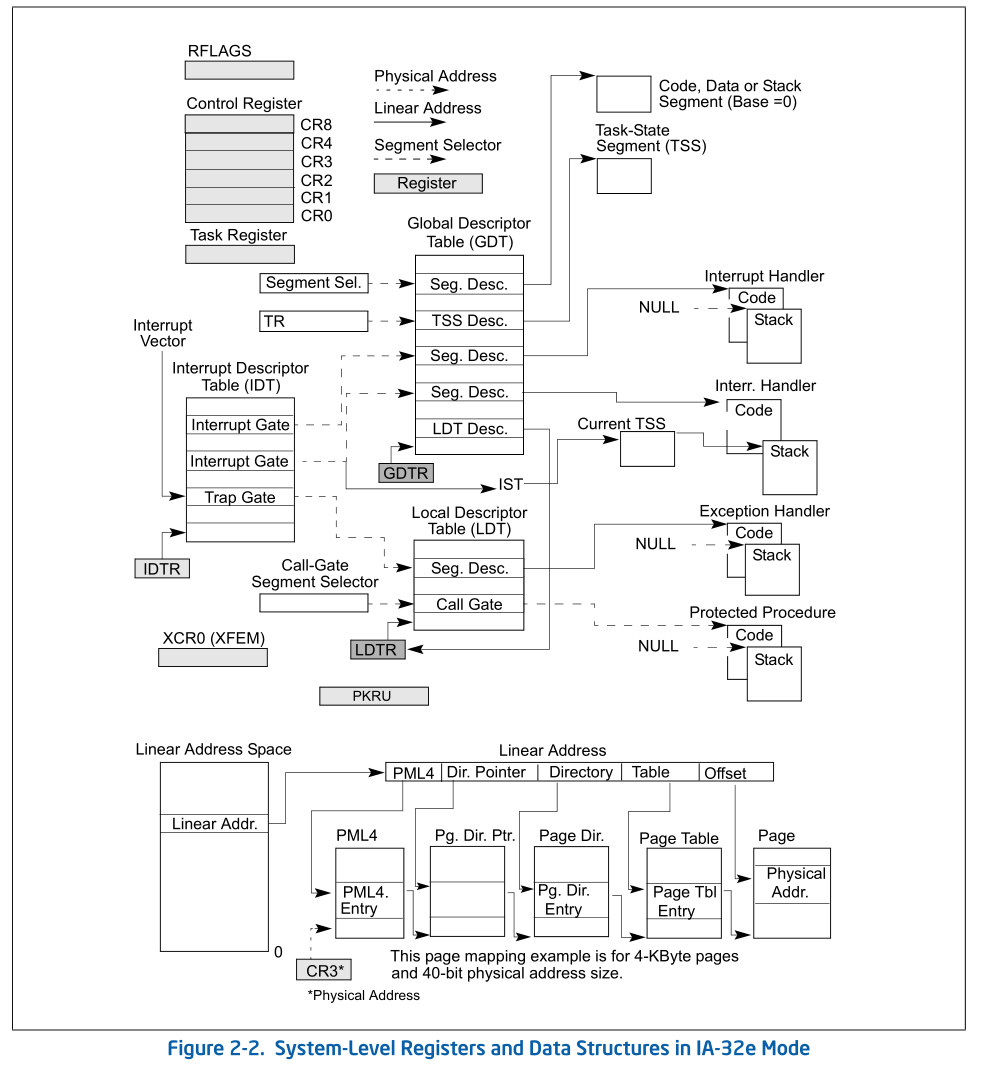 RFLAGS
Control Register
CR8
CR4
CR3
CR2
CR1
CR0
Task Register
Physical Address
Linear Address
Segment Selector
Register
Code, Data or Stack
Segment (Base =0)
Task-State
Segment (TSS)
Global Descriptor
Table (GDT)
Segment Sel.
Seg. Desc.
TR
TSS Desc.
Seg. Desc.
Seg. Desc.
LDT Desc.
GDTR
Interrupt Handler
Code
NULL
Stack
Interrupt
Vector
Interrupt Descriptor
Table (IDT)
Interrupt Gate
Interrupt Gate
Trap Gate
IDTR
Interr. Handler
Code
Current TSS
Stack
IST
Local Descriptor
Table (LDT)
Seg. Desc.
Call Gate
Call-Gate
Segment Selector
LDTR
Exception Handler
Code
NULL
Stack
Protected Procedure
Code
NULL
Stack
XCR0 (XFEM)
PKRU
Linear Address Space
Linear Addr.
0
Linear Address
PML4 Dir. Pointer Directory Table Offset
PML4
PML4.
Entry
Pg. Dir. Ptr.
Page Dir.
Pg. Dir.
Entry
Page Table
Page Tbl
Entry
Page
Physical
Addr.
CR3*
*Physical Address
This page mapping example is for 4-KByte pages
and 40-bit physical address size.
Figure 2-2. System-Level Registers and Data Structures in IA-32e Mode